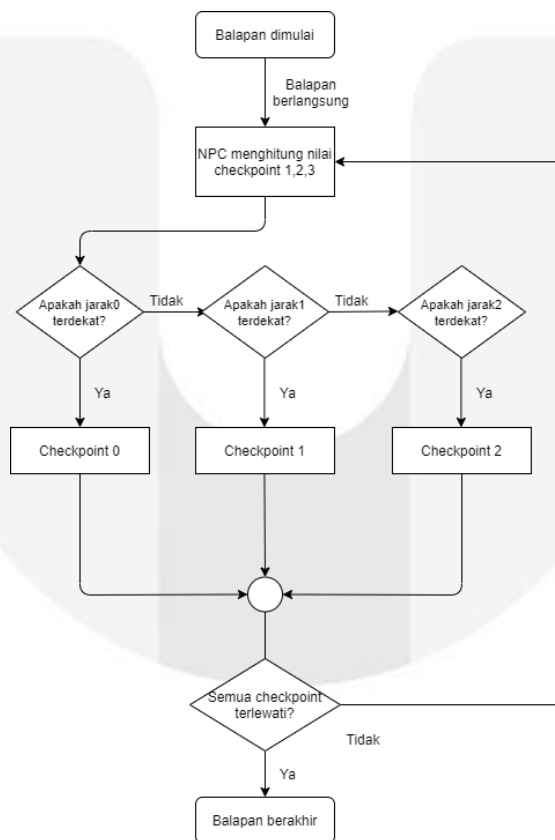 Balapan dimulai
Balapan
berlangsung
NPC menghitung nilai
checkpoint 1,2,3
Apakah jarak0
terdekat?
Tidak
Apakah jarak1
terdekat?
Tidak
Apakah jarak2
terdekat?
Ya
Ya
Ya
Checkpoint 0
Checkpoint 1
Checkpoint 2
Semua checkpoint
terlewati?
Tidak
Ya
Balapan berakhir